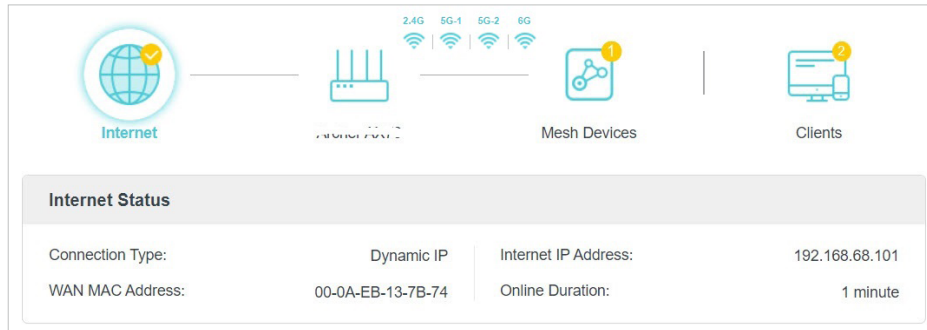 2.4G 5G-1 5G-2 6G
1
2
Internet
Mesh Devices
Clients
Internet Status
Connection Type: Dynamic IP
Internet IP Address: 192.168.68.101
WAN MAC Address: 00-0A-EB-13-7B-74
Online Duration: 1 minute